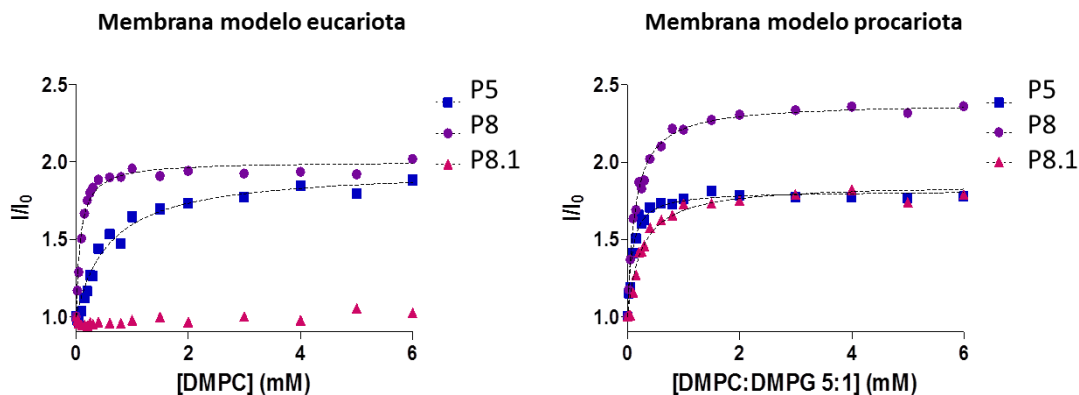 Membrana modelo eucariota
2.5
2.0
1.5
1.0
I/I₀
0 2 4 6
[DMPC] (mM)
P5
P8
P8.1
Membrana modelo procariota
2.5
2.0
1.5
1.0
I/I₀
0 2 4 6
[DMPC:DMPG 5:1] (mM)
P5
P8
P8.1